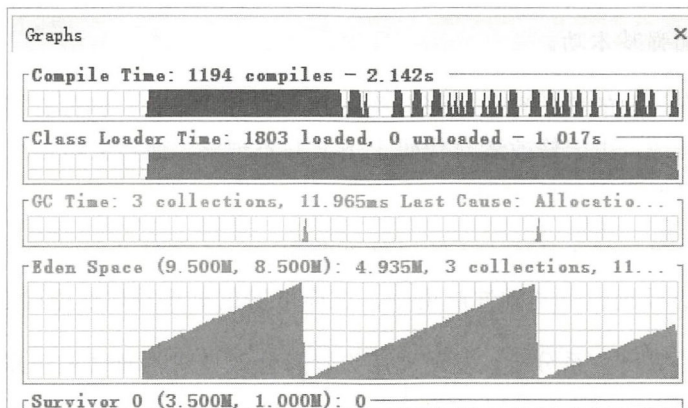 Graphs
Compile Time: 1194 compiles - 2.142s
Class Loader Time: 1803 loaded, 0 unloaded - 1.017s
GC Time: 3 collections, 11.965ms Last Cause: Allocatio...
Eden Space (9.500M, 8.500M): 4.935M, 3 collections, 11...
Survivor 0 (3.500M, 1.000M): 0